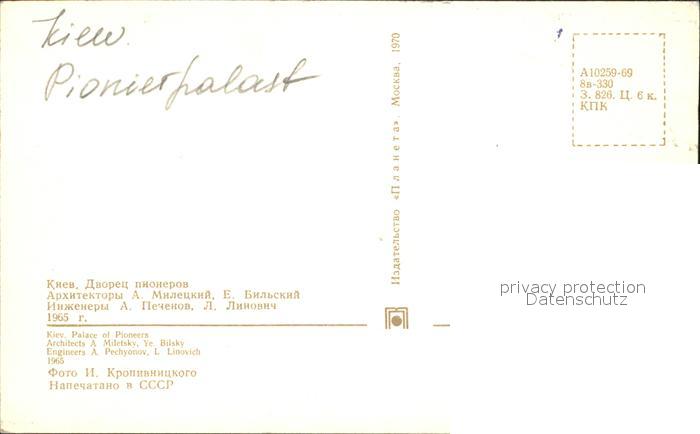 Kiew.
Pionierpalast
Издательство «Планета». Москва, 1970
А10259-69
8в-330
З. 826. Ц. 6 к.
КПК
Киев. Дворец пионеров
Архитекторы А. Милецкий, Е. Бильский
Инженеры А. Печенов, Л. Линович
1965 г.
Kiev. Palace of Pioneers
Architects A Miletsky, Ye. Bilsky
Engineers A. Pechyonov, L Linovich
1965
Фото И. Кропивницкого
Напечатано в СССР
privacy protection
Datenschutz